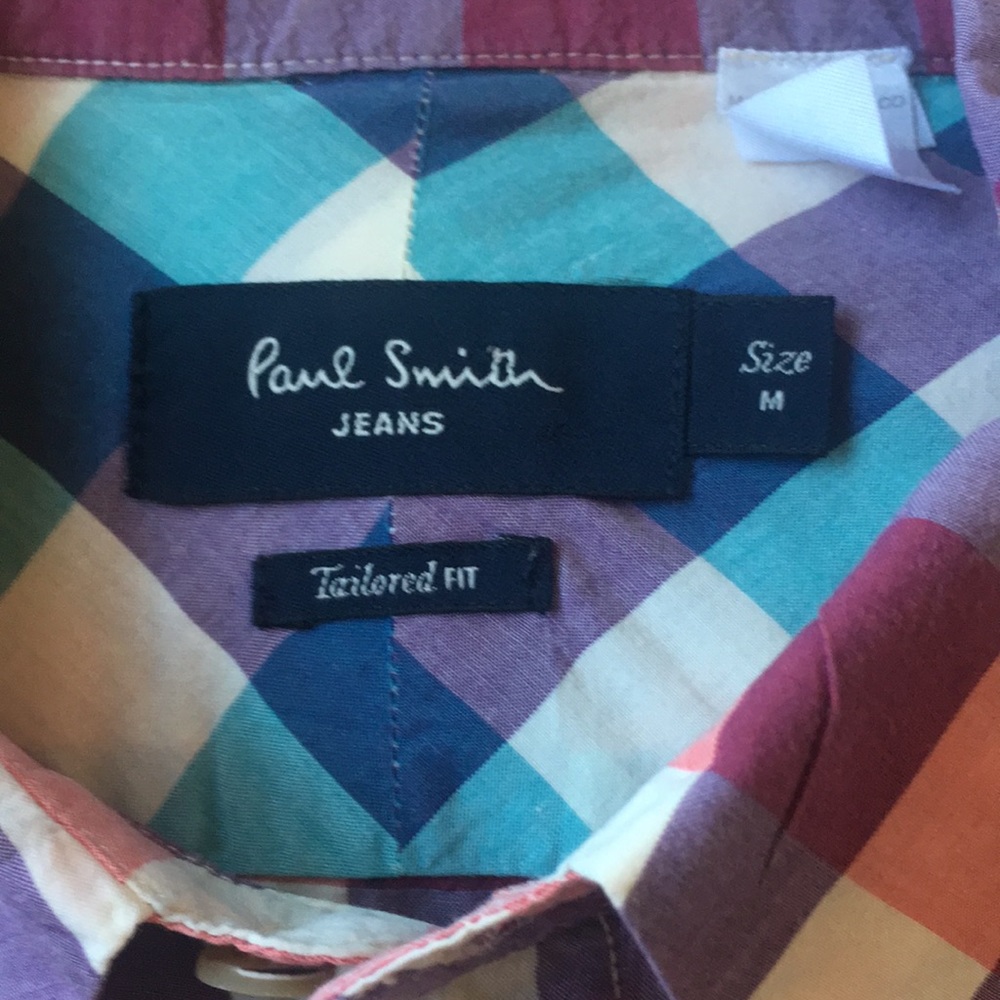 Paul Smith
JEANS
Size
M
Tailored FIT